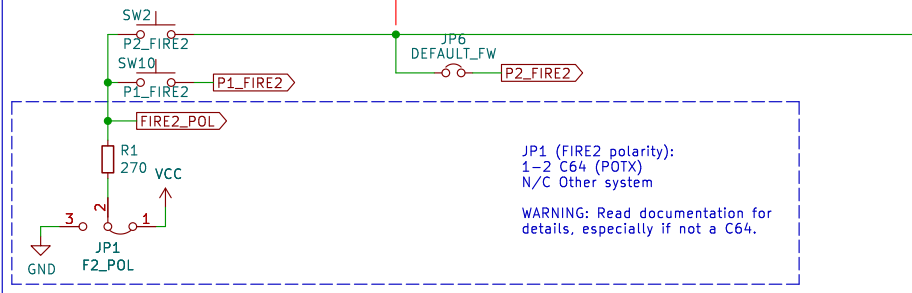 SW2
P2_FIRE2
JP6
DEFAULT_FW
P2_FIRE2
SW10
P1_FIRE2
P1_FIRE2
FIRE2_POL
R1
270
VCC
JP1 (FIRE2 polarity):
1-2 C64 (POTX)
N/C Other system
WARNING: Read documentation for
details, especially if not a C64.
3
2
1
JP1
F2_POL
GND